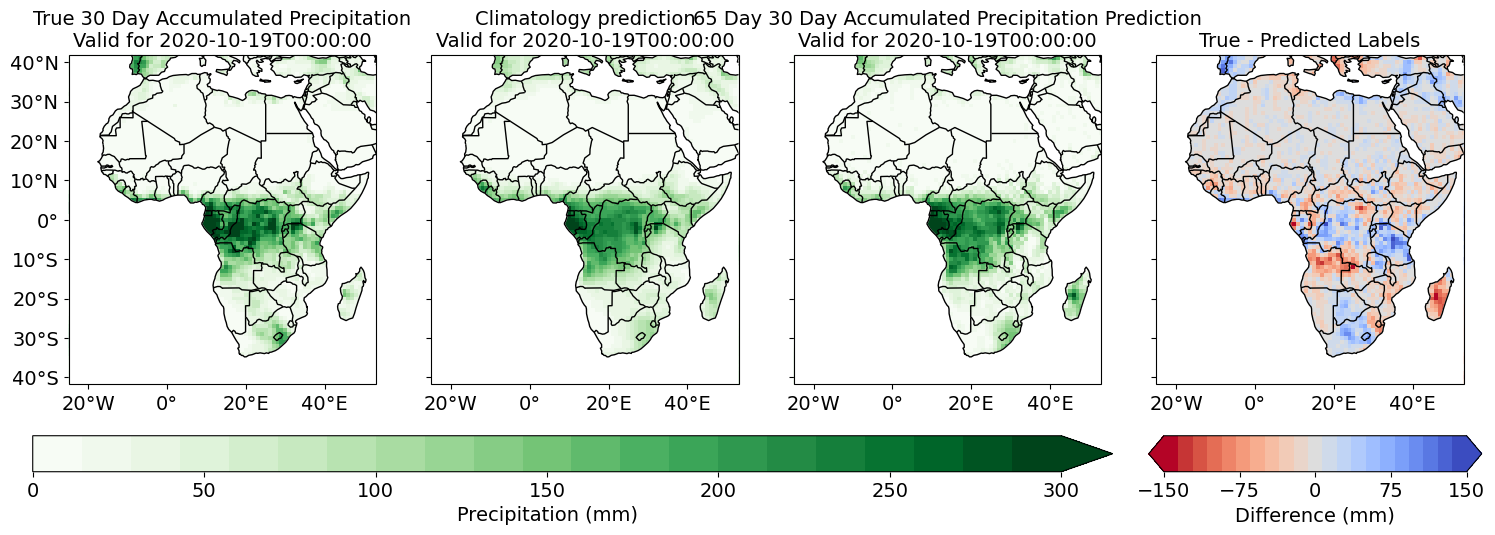 True 30 Day Accumulated Precipitation
Valid for 2020-10-19T00:00:00
Climatology prediction
Valid for 2020-10-19T00:00:00
65 Day 30 Day Accumulated Precipitation Prediction
Valid for 2020-10-19T00:00:00
True - Predicted Labels
40°N
30°N
20°N
10°N
0°
10°S
20°S
30°S
40°S
20°W 0° 20°E 40°E
20°W 0° 20°E 40°E
20°W 0° 20°E 40°E
20°W 0° 20°E 40°E
0 50 100 150 200 250 300
Precipitation (mm)
−150 −75 0 75 150
Difference (mm)